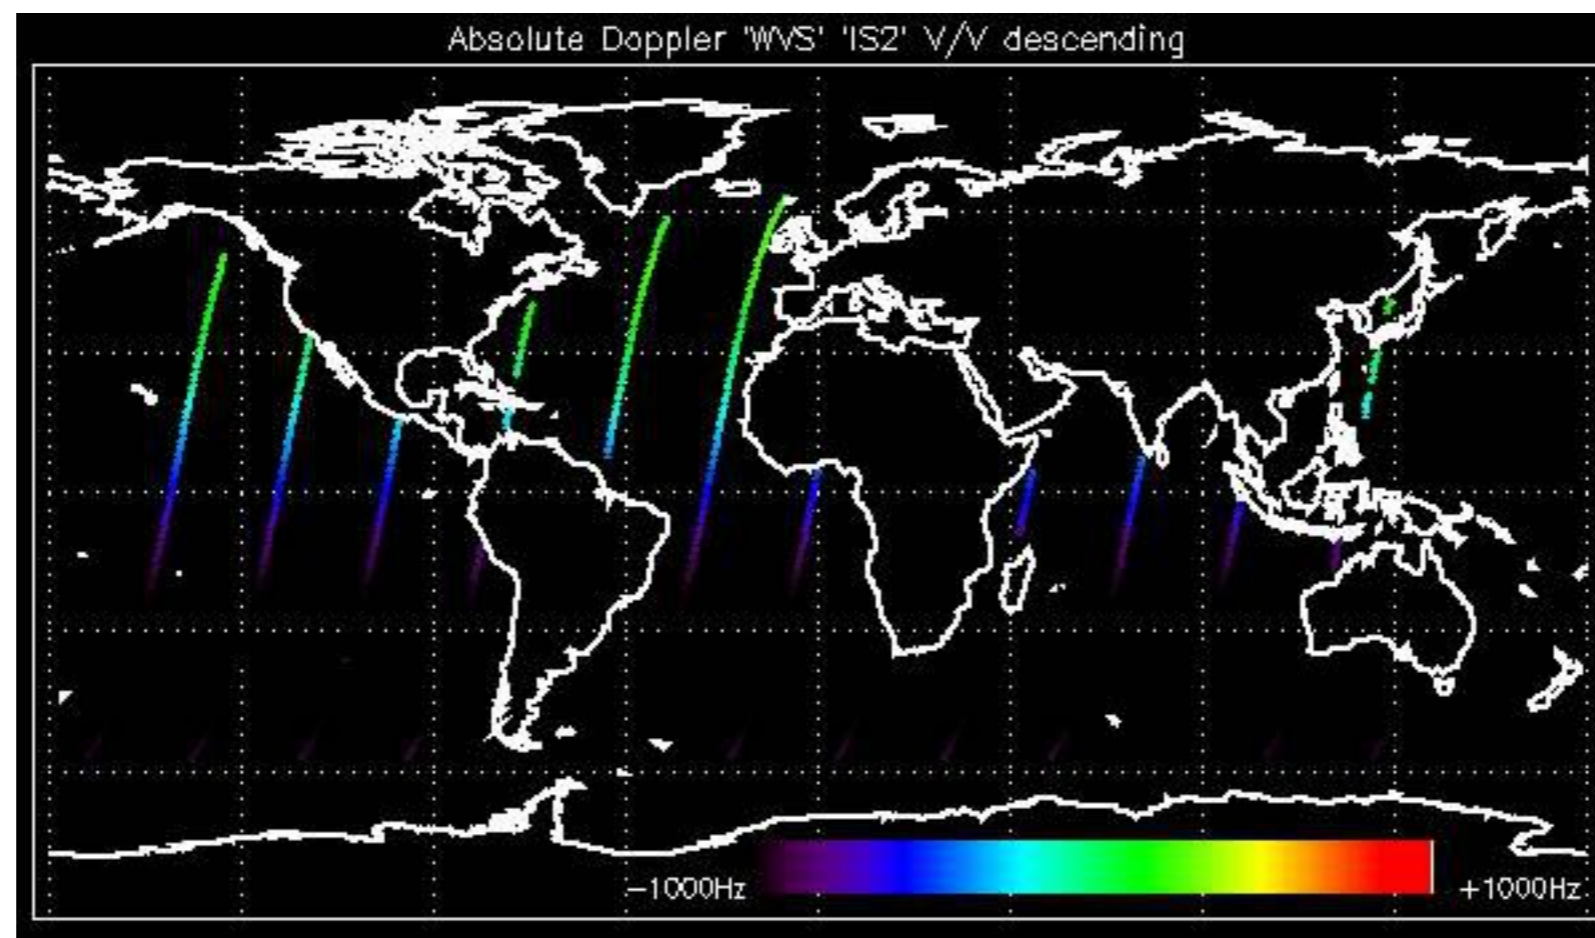 Absolute Doppler 'WVS' 'IS2' V/V descending
−1000Hz
+1000Hz